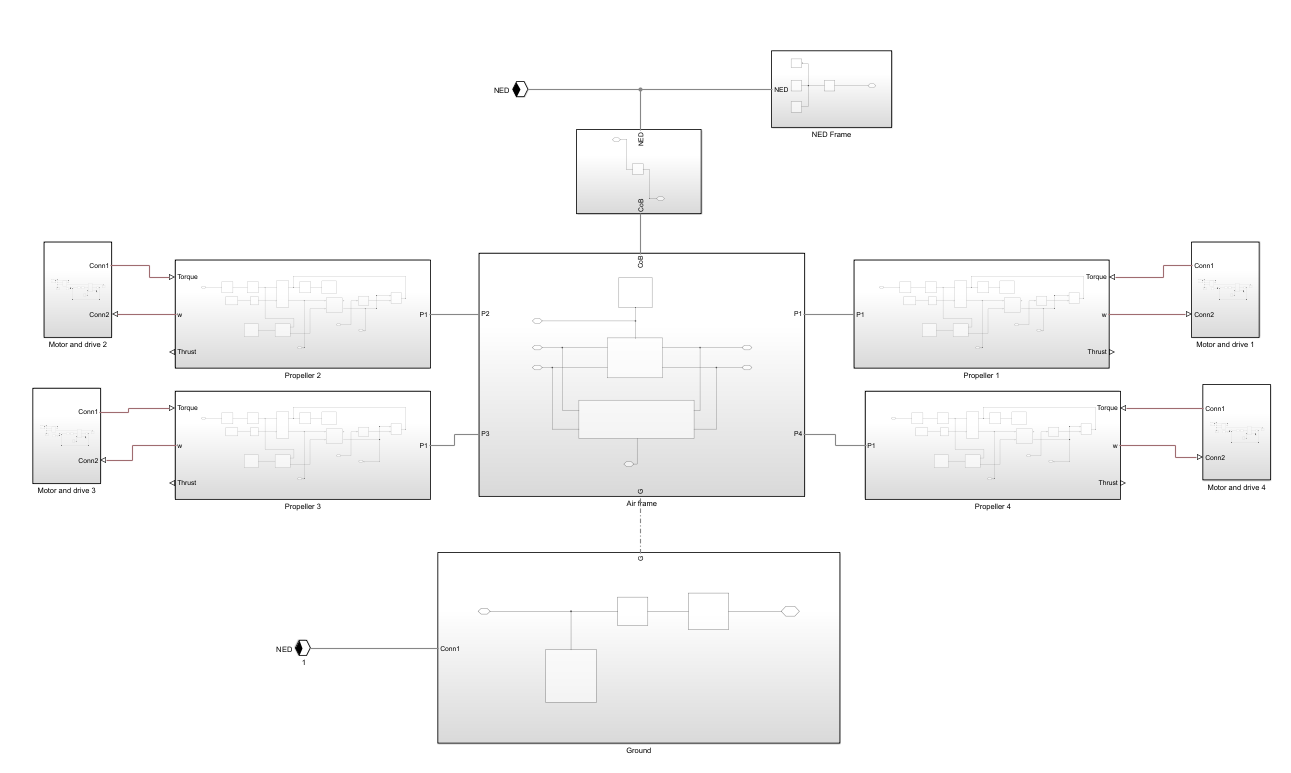 NED
NED
NED Frame
NED
CoB
Conn1
Conn2
Motor and drive 2
Torque
w
Thrust
P1
Propeller 2
CoB
P2
P1
P3
P4
G
Air frame
P1
Torque
w
Thrust
Propeller 1
Conn1
Conn2
Motor and drive 1
Conn1
Conn2
Motor and drive 3
Torque
w
Thrust
P1
Propeller 3
P1
Torque
w
Thrust
Propeller 4
Conn1
Conn2
Motor and drive 4
G
NED
1
Conn1
Ground